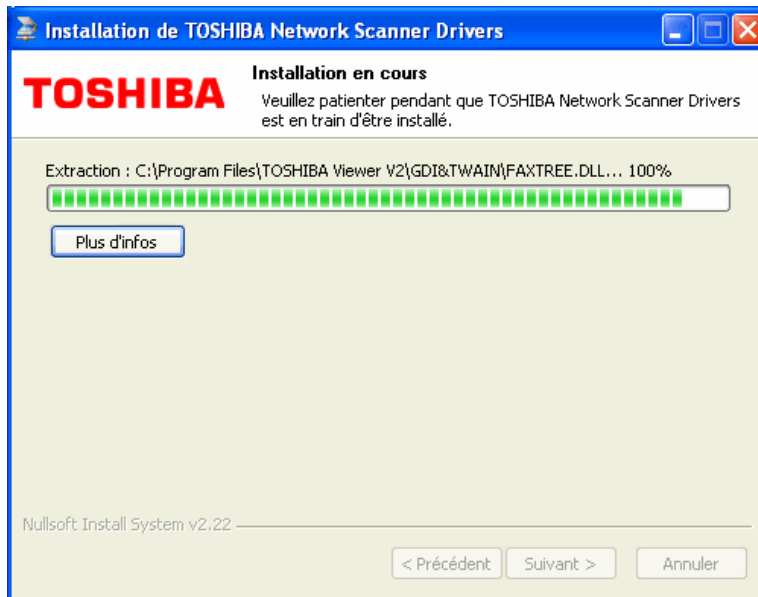 Installation de TOSHIBA Network Scanner Drivers
TOSHIBA
Installation en cours
Veuillez patienter pendant que TOSHIBA Network Scanner Drivers
est en train d'être installé.
Extraction : C:\Program Files\TOSHIBA Viewer V2\GDI&TWAIN\FAXTREE.DLL... 100%
Plus d'infos
Nullsoft Install System v2.22
< Précédent
Suivant >
Annuler